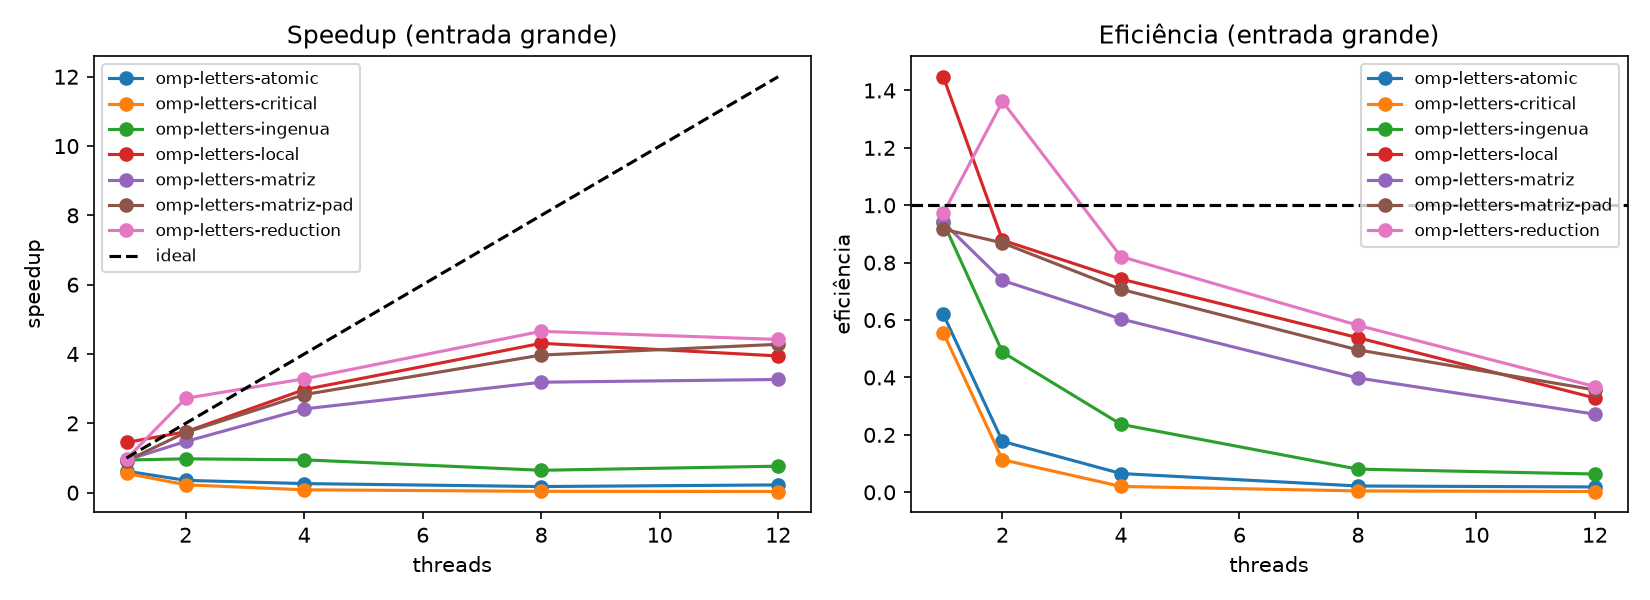 Speedup (entrada grande)
12
10
8
6
4
2
0
speedup
omp-letters-atomic
omp-letters-critical
omp-letters-ingenua
omp-letters-local
omp-letters-matriz
omp-letters-matriz-pad
omp-letters-reduction
ideal
2 4 6 8 10 12
threads
Eficiência (entrada grande)
1.4
1.2
1.0
0.8
0.6
0.4
0.2
0.0
eficiência
omp-letters-atomic
omp-letters-critical
omp-letters-ingenua
omp-letters-local
omp-letters-matriz
omp-letters-matriz-pad
omp-letters-reduction
2 4 6 8 10 12
threads